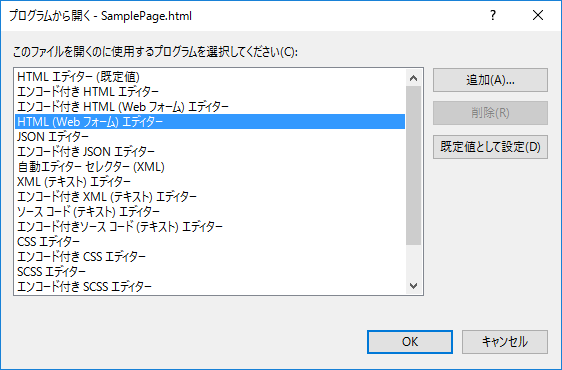 プログラムから開く - SamplePage.html
このファイルを開くのに使用するプログラムを選択してください(C):
HTML エディター (既定値)
エンコード付き HTML エディター
エンコード付き HTML (Web フォーム) エディター
HTML (Web フォーム) エディター
JSON エディター
エンコード付き JSON エディター
自動エディター セレクター (XML)
XML (テキスト) エディター
エンコード付き XML (テキスト) エディター
ソース コード (テキスト) エディター
エンコード付きソース コード (テキスト) エディター
CSS エディター
エンコード付き CSS エディター
SCSS エディター
エンコード付き SCSS エディター
追加(A)...
削除(R)
既定値として設定(D)
OK
キャンセル